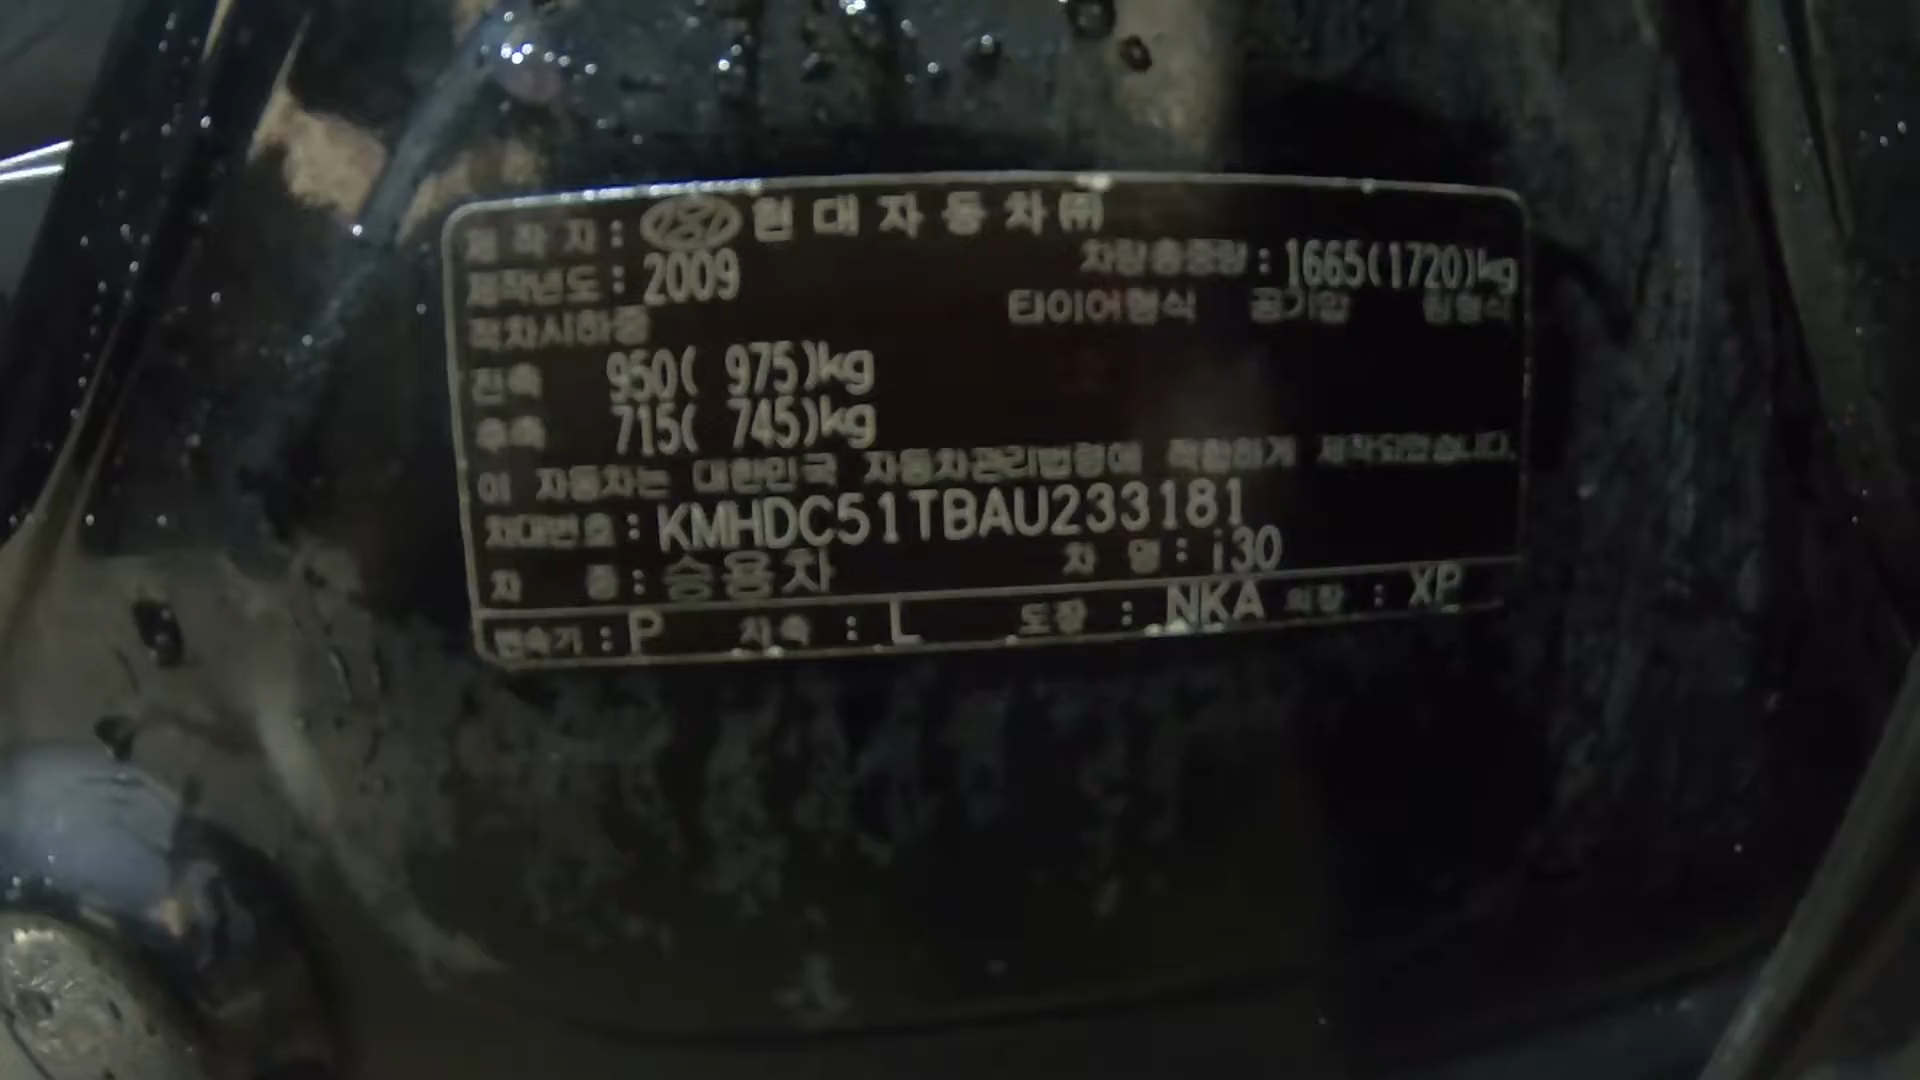 제 작 자 : 현 대 자 동 차 ㈜
제작년도 : 2009 차량총중량 : 1665(1720)kg
적차시하중 타이어형식 공기압 림형식
전축 950( 975)kg
후축 715( 745)kg
이 자동차는 대한민국 자동차관리법령에 적합하게 제작되었습니다.
차대번호 : KMHDC51TBAU233181
차 종 : 승용차 차 명 : i30
변속기 : P 차축 : L 도장 : NKA 의장 : XP